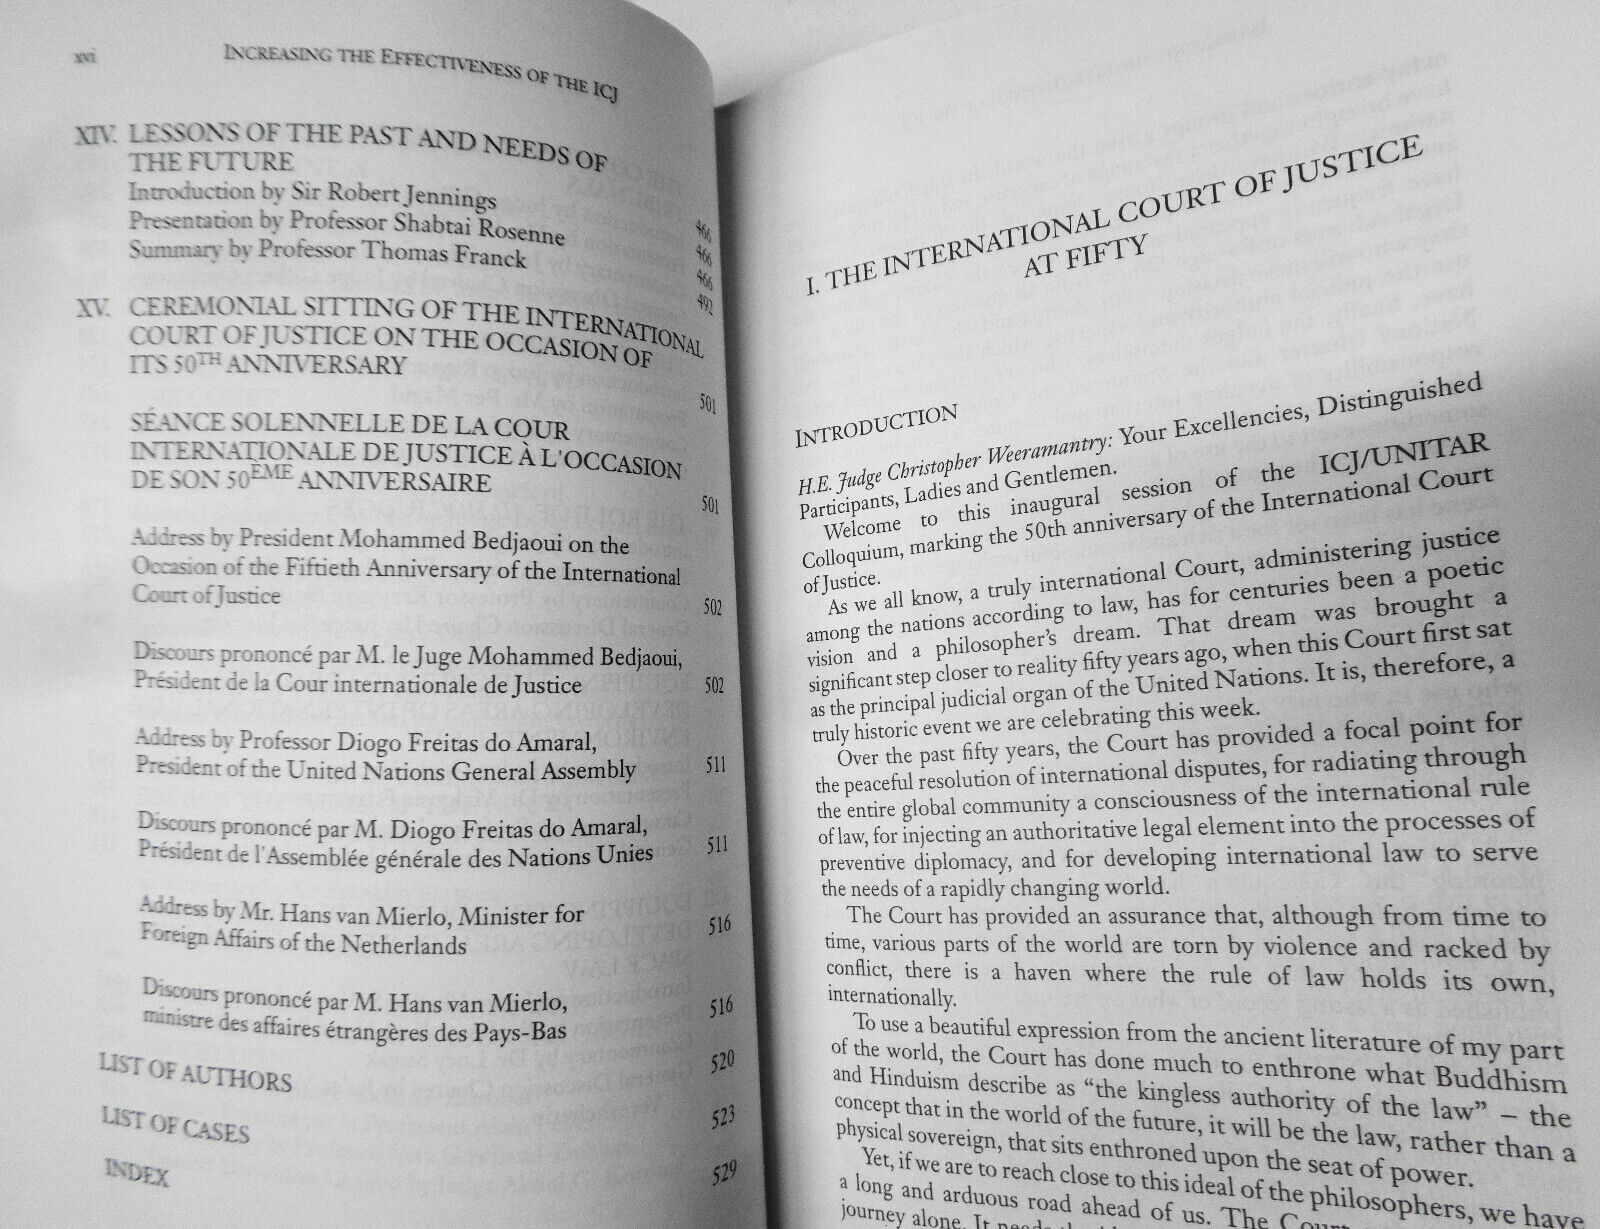 xvi
INCREASING THE EFFECTIVENESS OF THE ICJ
XIV. LESSONS OF THE PAST AND NEEDS OF
THE FUTURE 466
Introduction by Sir Robert Jennings 466
Presentation by Professor Shabtai Rosenne 466
Summary by Professor Thomas Franck 492
XV. CEREMONIAL SITTING OF THE INTERNATIONAL
COURT OF JUSTICE ON THE OCCASION OF
ITS 50TH ANNIVERSARY 501
SÉANCE SOLENNELLE DE LA COUR
INTERNATIONALE DE JUSTICE À L'OCCASION
DE SON 50EME ANNIVERSAIRE 501
Address by President Mohammed Bedjaoui on the
Occasion of the Fiftieth Anniversary of the International
Court of Justice 502
Discours prononcé par M. le Juge Mohammed Bedjaoui,
Président de la Cour internationale de Justice 502
Address by Professor Diogo Freitas do Amaral,
President of the United Nations General Assembly 511
Discours prononcé par M. Diogo Freitas do Amaral,
Président de l'Assemblée générale des Nations Unies 511
Address by Mr. Hans van Mierlo, Minister for
Foreign Affairs of the Netherlands 516
Discours prononcé par M. Hans van Mierlo,
ministre des affaires étrangères des Pays-Bas 516
LIST OF AUTHORS 520
LIST OF CASES 523
INDEX 529
I. THE INTERNATIONAL COURT OF JUSTICE
AT FIFTY
INTRODUCTION
H.E. Judge Christopher Weeramantry: Your Excellencies, Distinguished
Participants, Ladies and Gentlemen.
Welcome to this inaugural session of the ICJ/UNITAR
Colloquium, marking the 50th anniversary of the International Court
of Justice.
As we all know, a truly international Court, administering justice
among the nations according to law, has for centuries been a poetic
vision and a philosopher's dream. That dream was brought a
significant step closer to reality fifty years ago, when this Court first sat
as the principal judicial organ of the United Nations. It is, therefore, a
truly historic event we are celebrating this week.
Over the past fifty years, the Court has provided a focal point for
the peaceful resolution of international disputes, for radiating through
the entire global community a consciousness of the international rule
of law, for injecting an authoritative legal element into the processes of
preventive diplomacy, and for developing international law to serve
the needs of a rapidly changing world.
The Court has provided an assurance that, although from time to
time, various parts of the world are torn by violence and racked by
conflict, there is a haven where the rule of law holds its own,
internationally.
To use a beautiful expression from the ancient literature of my part
of the world, the Court has done much to enthrone what Buddhism
and Hinduism describe as “the kingless authority of the law” – the
concept that in the world of the future, it will be the law, rather than a
physical sovereign, that sits enthroned upon the seat of power.
Yet, if we are to reach close to this ideal of the philosophers, we have
a long and arduous road ahead of us. The Court
journey alone. It needs the